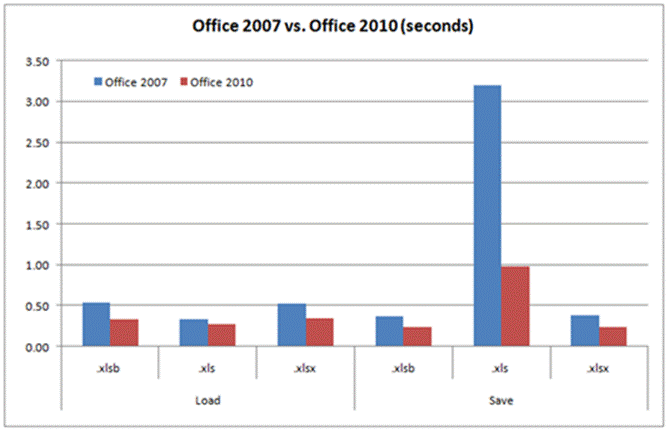 Office 2007 vs. Office 2010 (seconds)
3.50
Office 2007 Office 2010
3.00
2.50
2.00
1.50
1.00
0.50
0.00
.xlsb .xls .xlsx .xlsb .xls .xlsx
Load Save